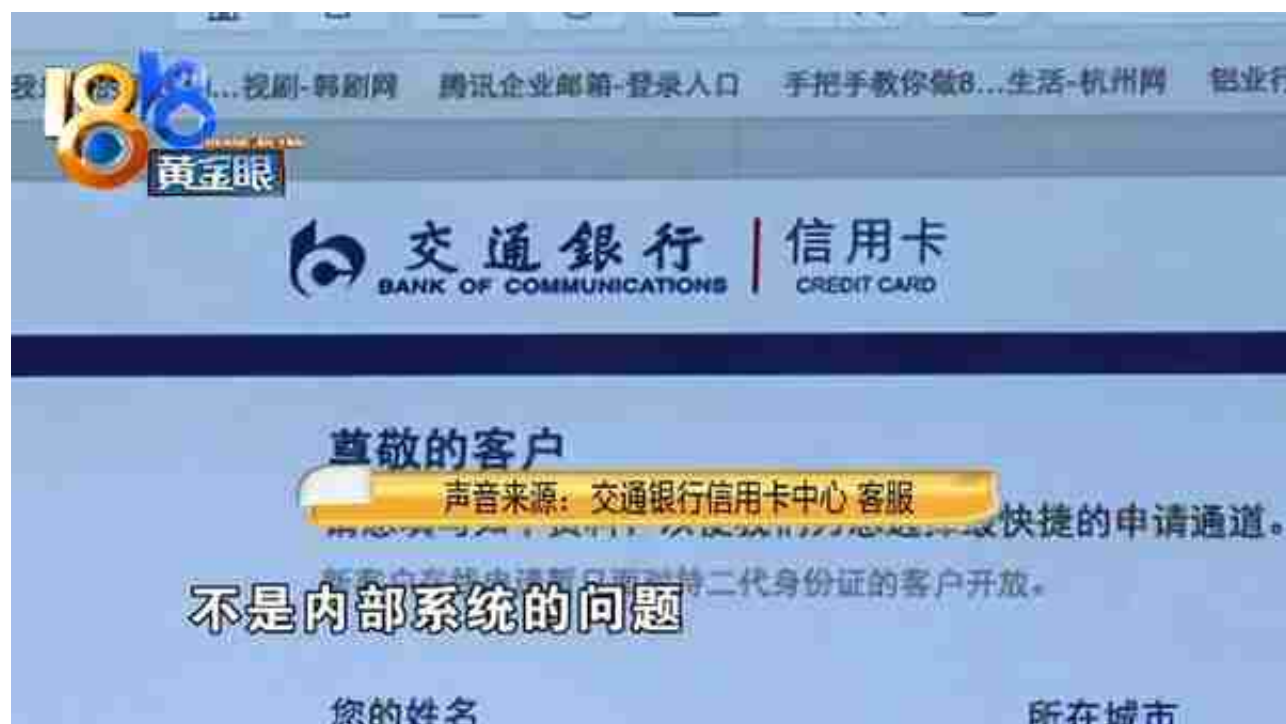 视剧-韩剧网 腾讯企业邮箱-登录入口 手把手教你做8...生活-杭州网 铝业行
1818
黄金眼
交通銀行 信用卡
BANK OF COMMUNICATIONS CREDIT CARD
尊敬的客户
声音来源：交通银行信用卡中心 客服
快捷的申请通道。
二代身份证的客户开放。
不是内部系统的问题
您的姓名 所在城市